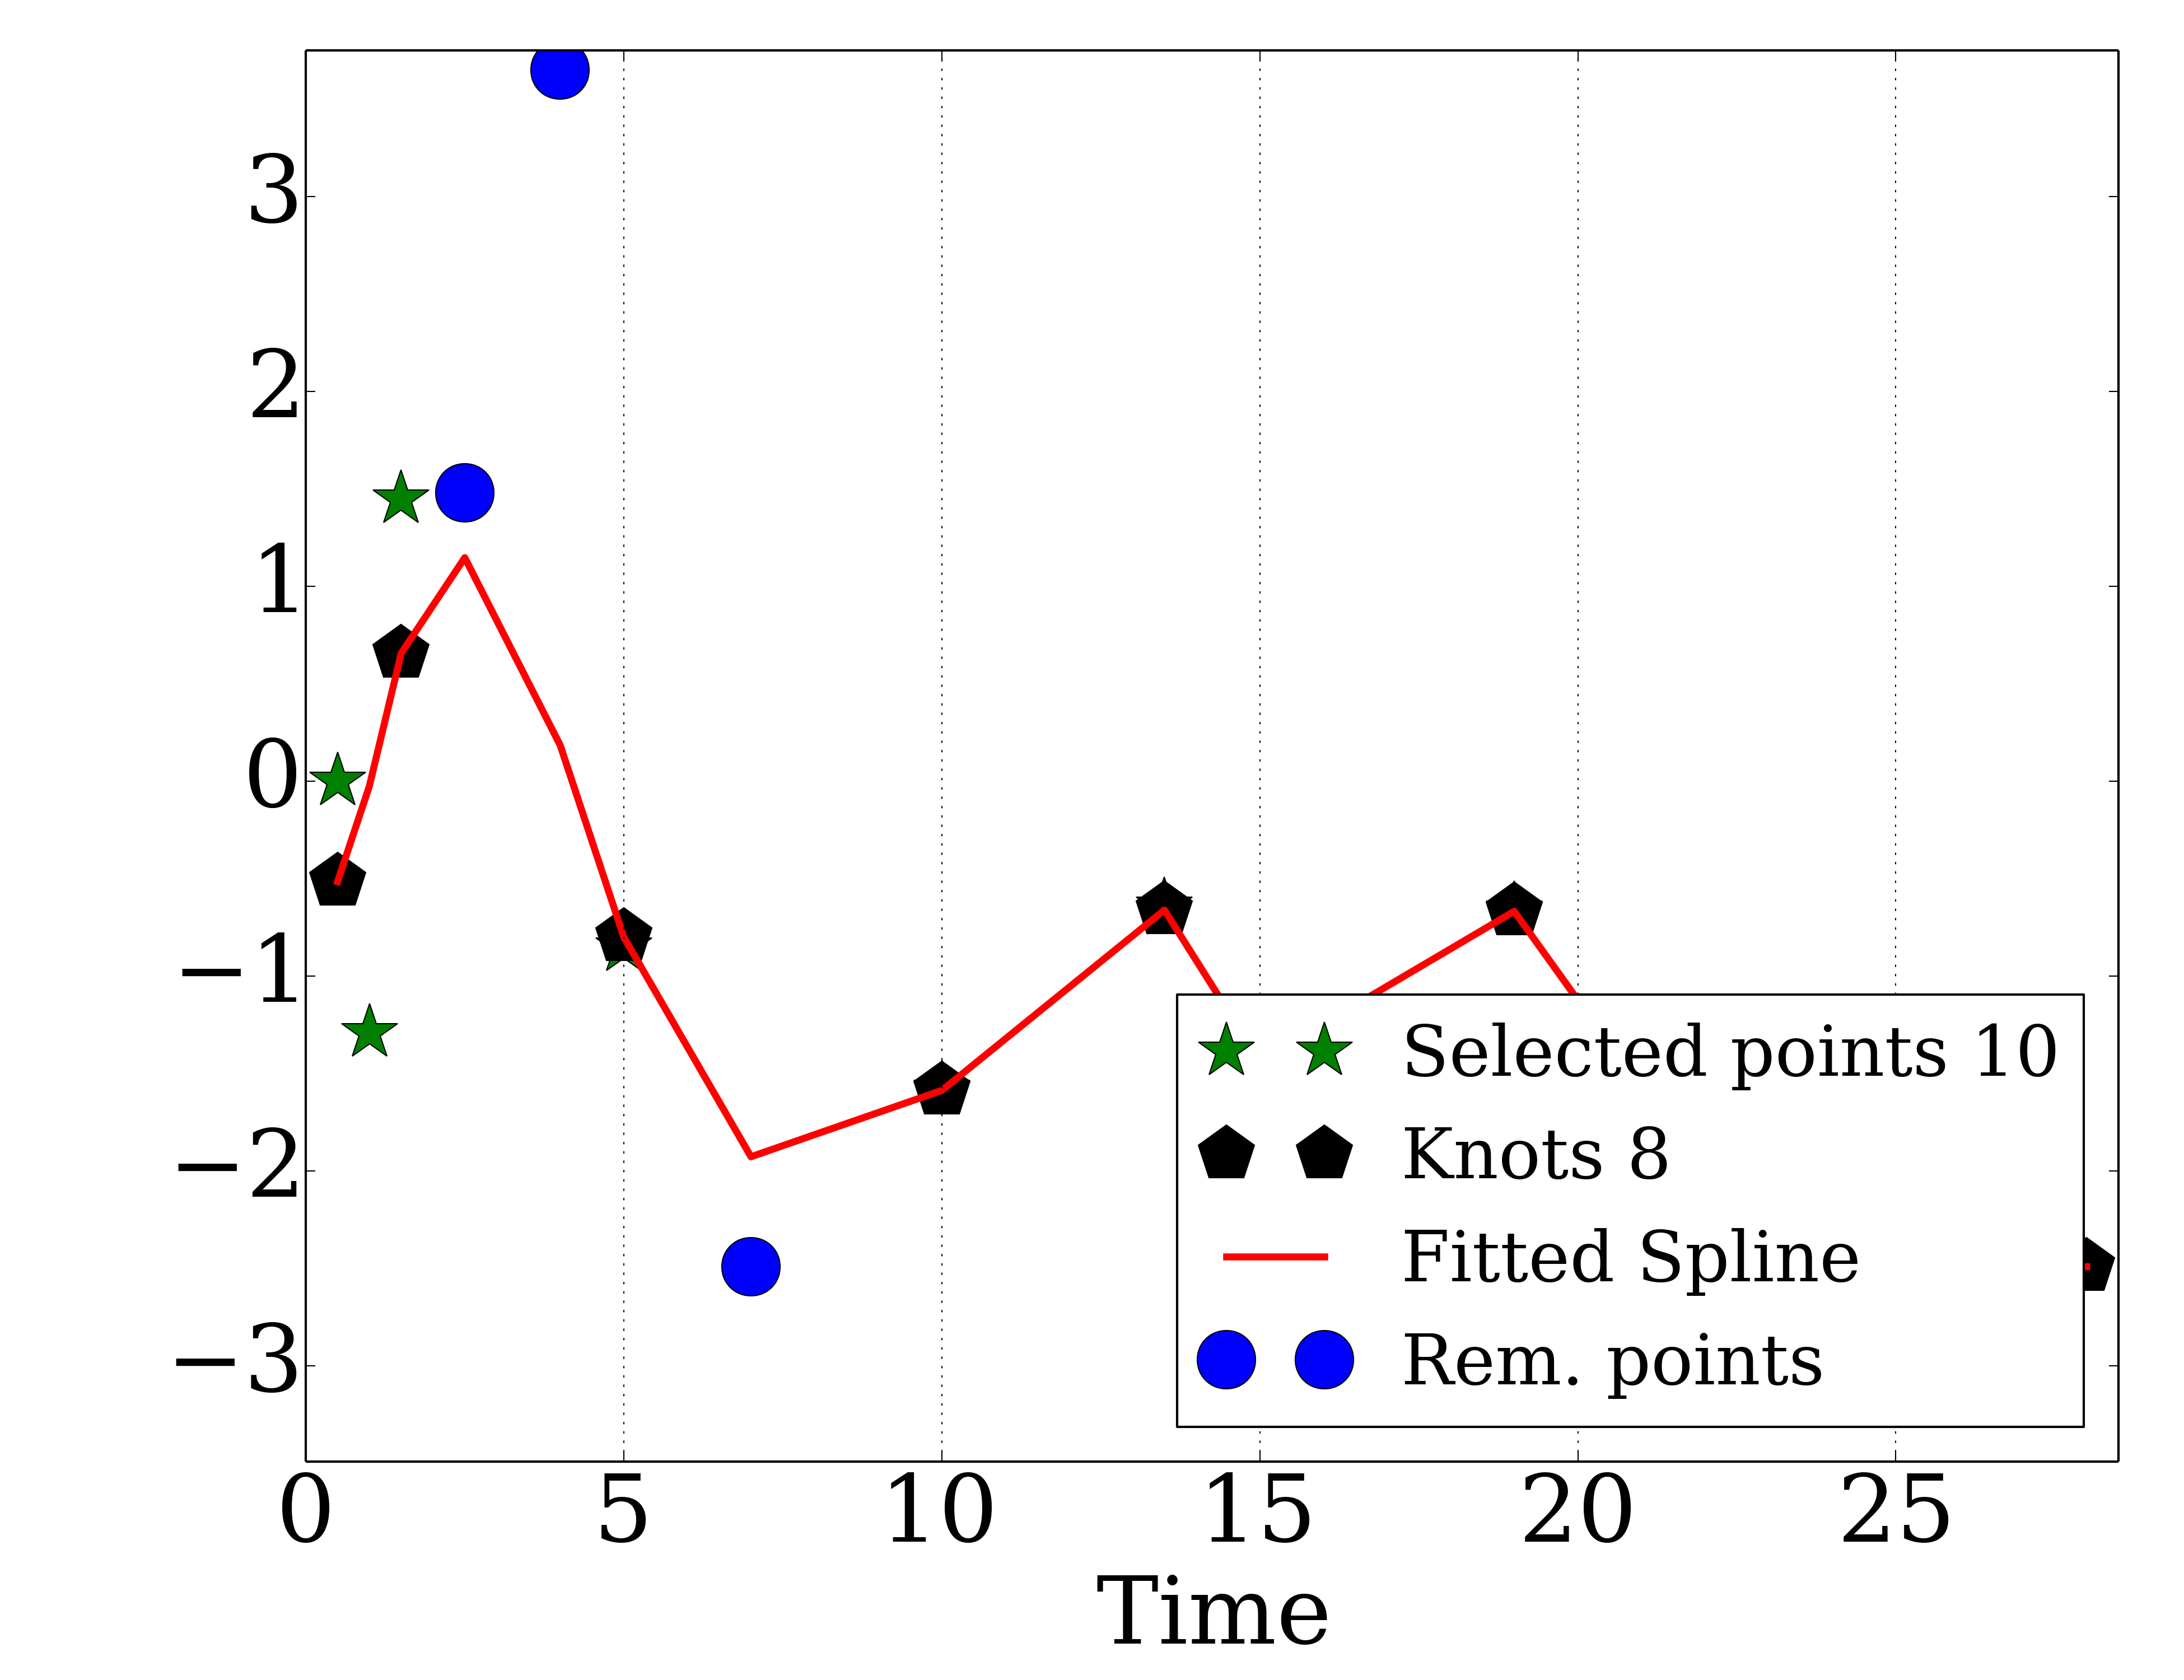 3
2
1
0
−1
−2
−3
Selected points 10
Knots 8
Fitted Spline
Rem. points
0 5 10 15 20 25
Time